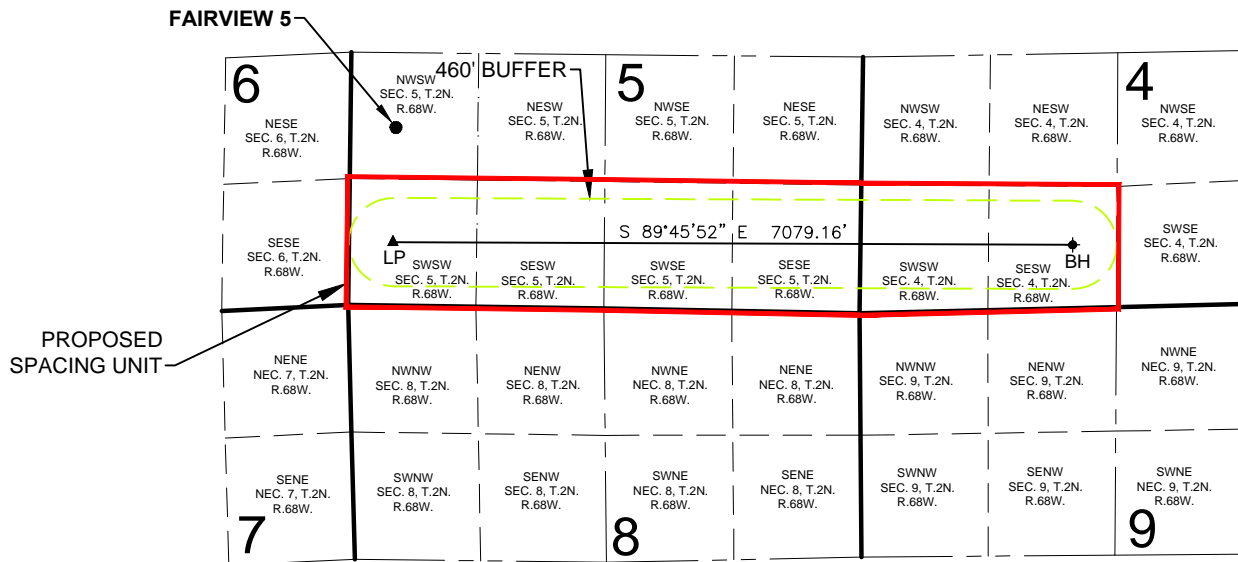 FAIRVIEW 5
460' BUFFER
6
5
4
NESE
SEC. 6, T.2N.
R.68W.
NWSW
SEC. 5, T.2N.
R.68W.
NESW
SEC. 5, T.2N.
R.68W.
NWSE
SEC. 5, T.2N.
R.68W.
NESE
SEC. 5, T.2N.
R.68W.
NWSW
SEC. 4, T.2N.
R.68W.
NESW
SEC. 4, T.2N.
R.68W.
NWSE
SEC. 4, T.2N.
R.68W.
SESE
SEC. 6, T.2N.
R.68W.
S 89°45'52" E 7079.16'
LP
BH
SWSW
SEC. 5, T.2N.
R.68W.
SESW
SEC. 5, T.2N.
R.68W.
SWSE
SEC. 5, T.2N.
R.68W.
SESE
SEC. 5, T.2N.
R.68W.
SWSW
SEC. 4, T.2N.
R.68W.
SESW
SEC. 4, T.2N.
R.68W.
SWSE
SEC. 4, T.2N.
R.68W.
PROPOSED
SPACING UNIT
NENE
NEC. 7, T.2N.
R.68W.
NWNW
SEC. 8, T.2N.
R.68W.
NENW
SEC. 8, T.2N.
R.68W.
NWNE
NEC. 8, T.2N.
R.68W.
NENE
NEC. 8, T.2N.
R.68W.
NWNW
SEC. 9, T.2N.
R.68W.
NENW
SEC. 9, T.2N.
R.68W.
NWNE
NEC. 9, T.2N.
R.68W.
SENE
NEC. 7, T.2N.
R.68W.
SWNW
SEC. 8, T.2N.
R.68W.
SENW
SEC. 8, T.2N.
R.68W.
SWNE
NEC. 8, T.2N.
R.68W.
SENE
NEC. 8, T.2N.
R.68W.
SWNW
SEC. 9, T.2N.
R.68W.
SENW
SEC. 9, T.2N.
R.68W.
SWNE
NEC. 9, T.2N.
R.68W.
7
8
9